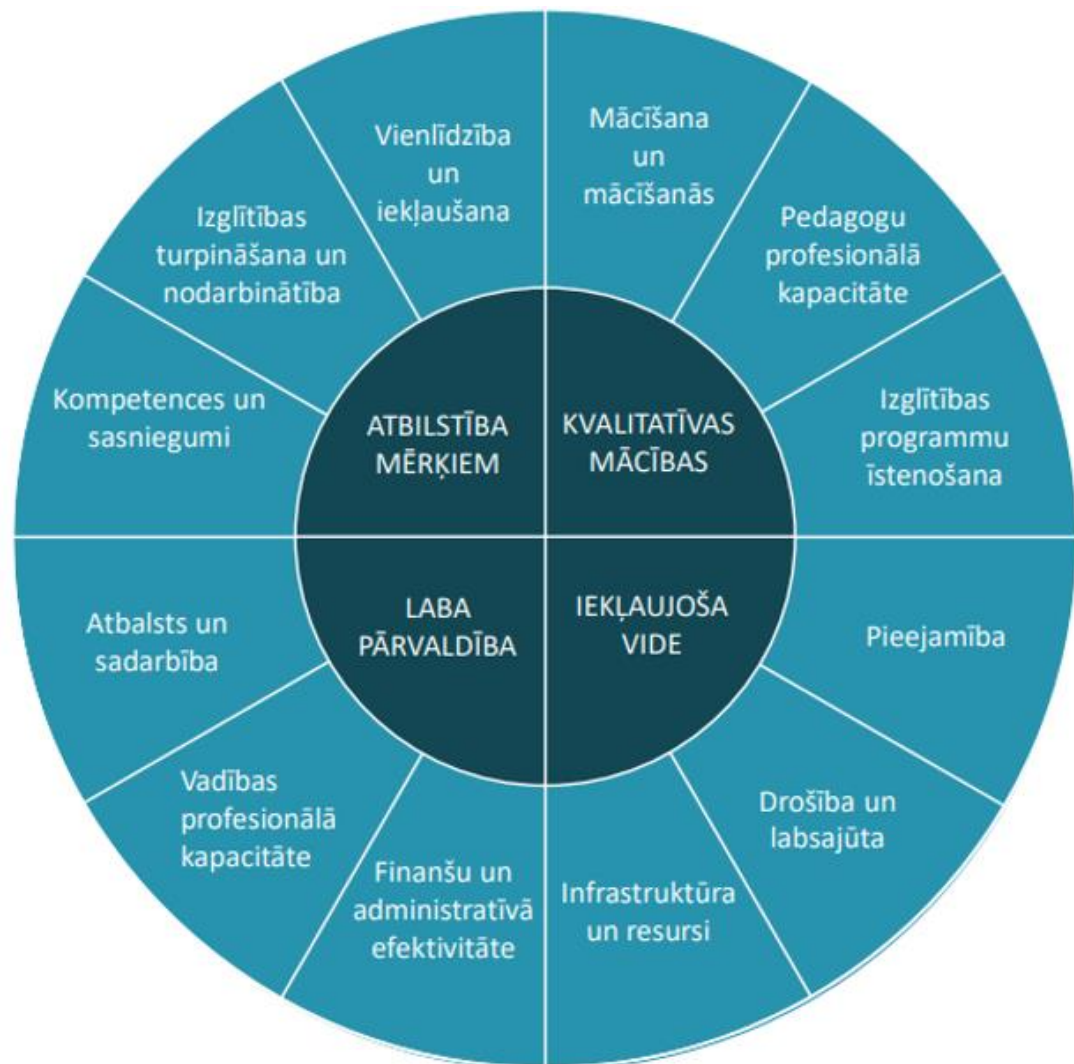 Vienlīdzība
un
iekļaušana
Mācīšana
un
mācīšanās
Izglītības
turpināšana un
nodarbinātība
Pedagogu
profesionālā
kapacitāte
Kompetences un
sasniegumi
Izglītības
programmu
īstenošana
ATBILSTĪBA
MĒRĶIEM
KVALITATĪVAS
MĀCĪBAS
LABA
PĀRVALDĪBA
IEKĻAUJOŠA
VIDE
Atbalsts un
sadarbība
Pieejamība
Vadības
profesionālā
kapacitāte
Drošība un
labsajūta
Finanšu un
administratīvā
efektivitāte
Infrastruktūra
un resursi